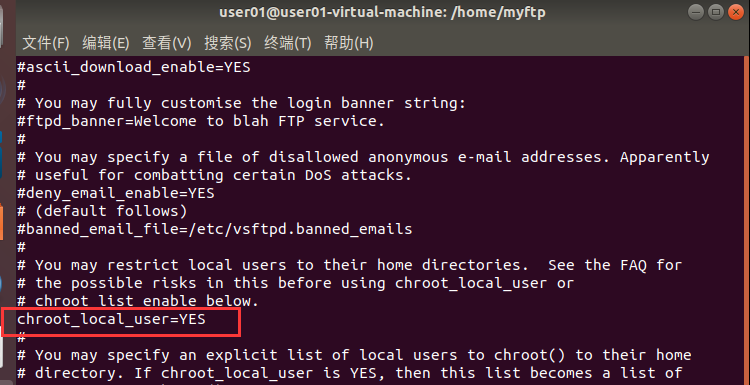 user01@user01-virtual-machine: /home/myftp
文件(F) 编辑(E) 查看(V) 搜索(S) 终端(T) 帮助(H)
#ascii_download_enable=YES
#
# You may fully customise the login banner string:
#ftpd_banner=Welcome to blah FTP service.
#
# You may specify a file of disallowed anonymous e-mail addresses. Apparently
# useful for combatting certain DoS attacks.
#deny_email_enable=YES
# (default follows)
#banned_email_file=/etc/vsftpd.banned_emails
#
# You may restrict local users to their home directories.  See the FAQ for
# the possible risks in this before using chroot_local_user or
# chroot_list_enable below.
chroot_local_user=YES
#
# You may specify an explicit list of local users to chroot() to their home
# directory. If chroot_local_user is YES, then this list becomes a list of